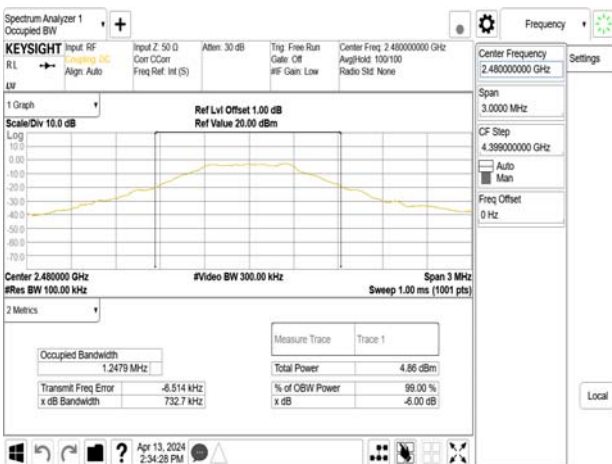 Spectrum Analyzer 1
Occupied BW
+
Frequency
KEYSIGHT
RL
Input: RF
Coupling: DC
Align: Auto
Input Z: 50 Ω
Corr CCorr
Freq Ref: Int (S)
Atten: 30 dB
Trig: Free Run
Gate: Off
#IF Gain: Low
Center Freq: 2.480000000 GHz
Avg|Hold: 100/100
Radio Std: None
Center Frequency
2.480000000 GHz
Settings
Span
3.0000 MHz
CF Step
4.399000000 GHz
Auto
Man
Freq Offset
0 Hz
Local
1 Graph
Scale/Div 10.0 dB
Ref Lvl Offset 1.00 dB
Ref Value 20.00 dBm
Log
10.0
0.00
-10.0
-20.0
-30.0
-40.0
-50.0
-60.0
-70.0
Center 2.480000 GHz
#Res BW 100.00 kHz
#Video BW 300.00 kHz
Span 3 MHz
Sweep 1.00 ms (1001 pts)
2 Metrics
Measure Trace
Trace 1
Occupied Bandwidth
1.2479 MHz
Total Power
4.86 dBm
Transmit Freq Error
-6.514 kHz
% of OBW Power
99.00 %
x dB Bandwidth
732.7 kHz
x dB
-6.00 dB
?
Apr 13, 2024
2:34:28 PM